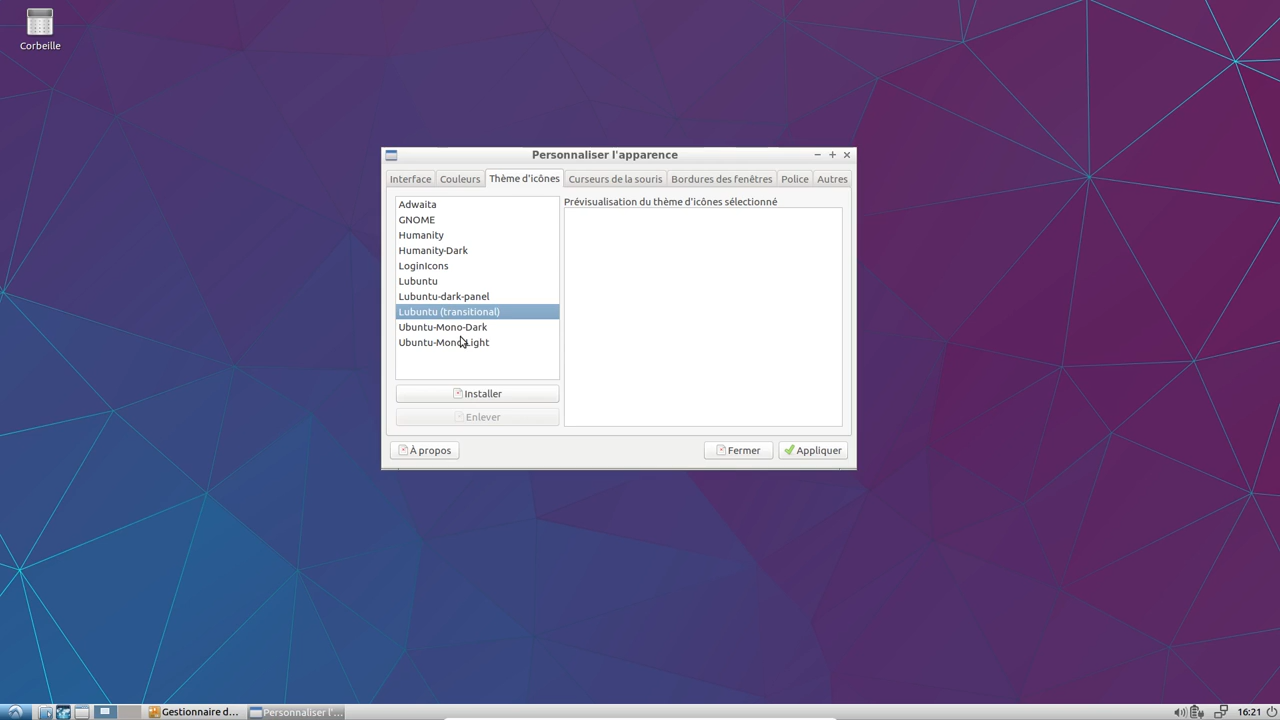 Corbeille
Personnaliser l'apparence
Interface Couleurs Thème d'icônes Curseurs de la souris Bordures des fenêtres Police Autres
Prévisualisation du thème d'icônes sélectionné
Adwaita
GNOME
Humanity
Humanity-Dark
LoginIcons
Lubuntu
Lubuntu-dark-panel
Lubuntu (transitional)
Ubuntu-Mono-Dark
Ubuntu-Mono-Light
Installer
Enlever
À propos Fermer Appliquer
Gestionnaire d... Personnaliser l'... 16:21